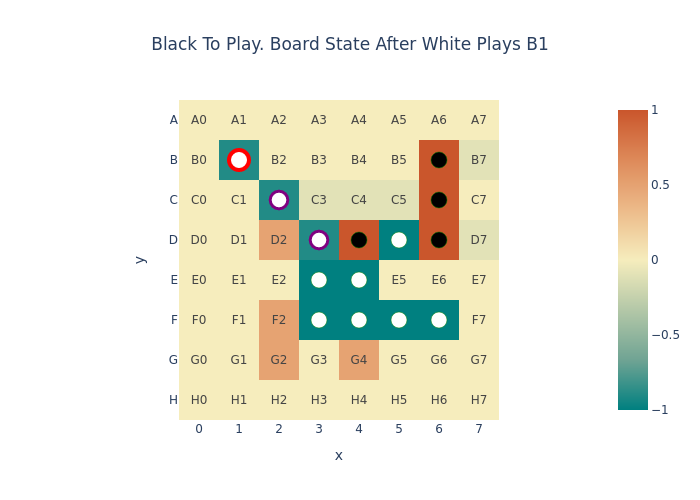 Black To Play. Board State After White Plays B1
A A0 A1 A2 A3 A4 A5 A6 A7 1
B B0 B2 B3 B4 B5 B7
0.5
C C0 C1 C3 C4 C5 C7
D D0 D1 D2 D7 0
y
E E0 E1 E2 E5 E6 E7
F F0 F1 F2 F7 −0.5
G G0 G1 G2 G3 G4 G5 G6 G7
H H0 H1 H2 H3 H4 H5 H6 H7 −1
0 1 2 3 4 5 6 7
x